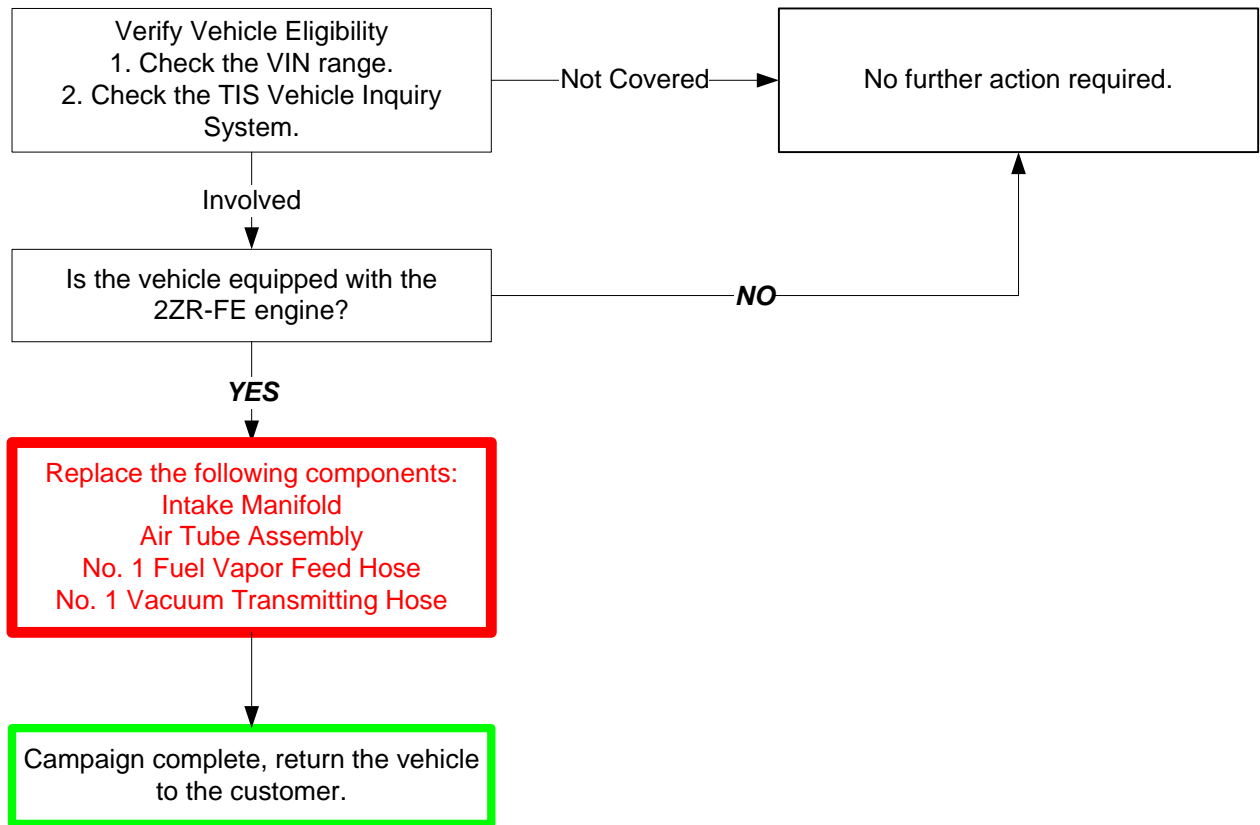 Verify Vehicle Eligibility
1. Check the VIN range.
2. Check the TIS Vehicle Inquiry
System.
Not Covered
No further action required.
Involved
Is the vehicle equipped with the
2ZR-FE engine?
NO
YES
Replace the following components:
Intake Manifold
Air Tube Assembly
No. 1 Fuel Vapor Feed Hose
No. 1 Vacuum Transmitting Hose
Campaign complete, return the vehicle
to the customer.